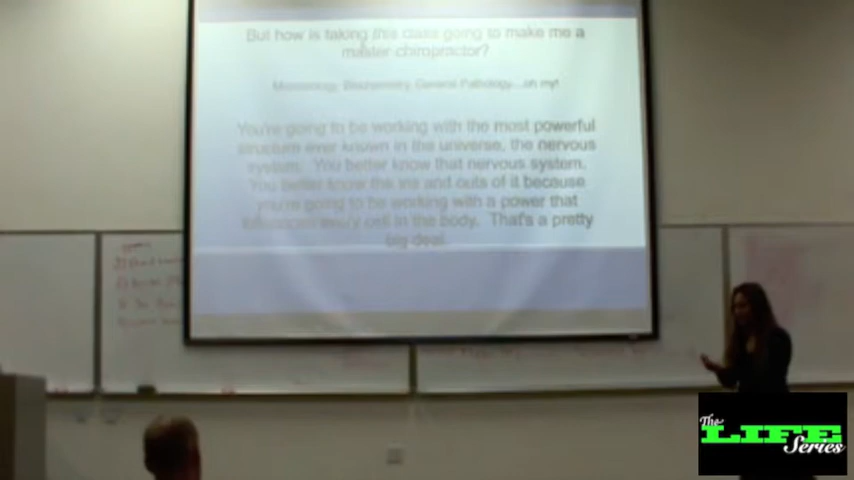 But how is taking this class going to make me a
master chiropractor?
Microbiology, Biochemistry, General Pathology...oh my!
You're going to be working with the most powerful
structure ever known in the universe, the nervous
system. You better know that nervous system.
You better know the ins and outs of it because
you're going to be working with a power that
influences every cell in the body. That's a pretty
big deal.
The
LIFE
Series